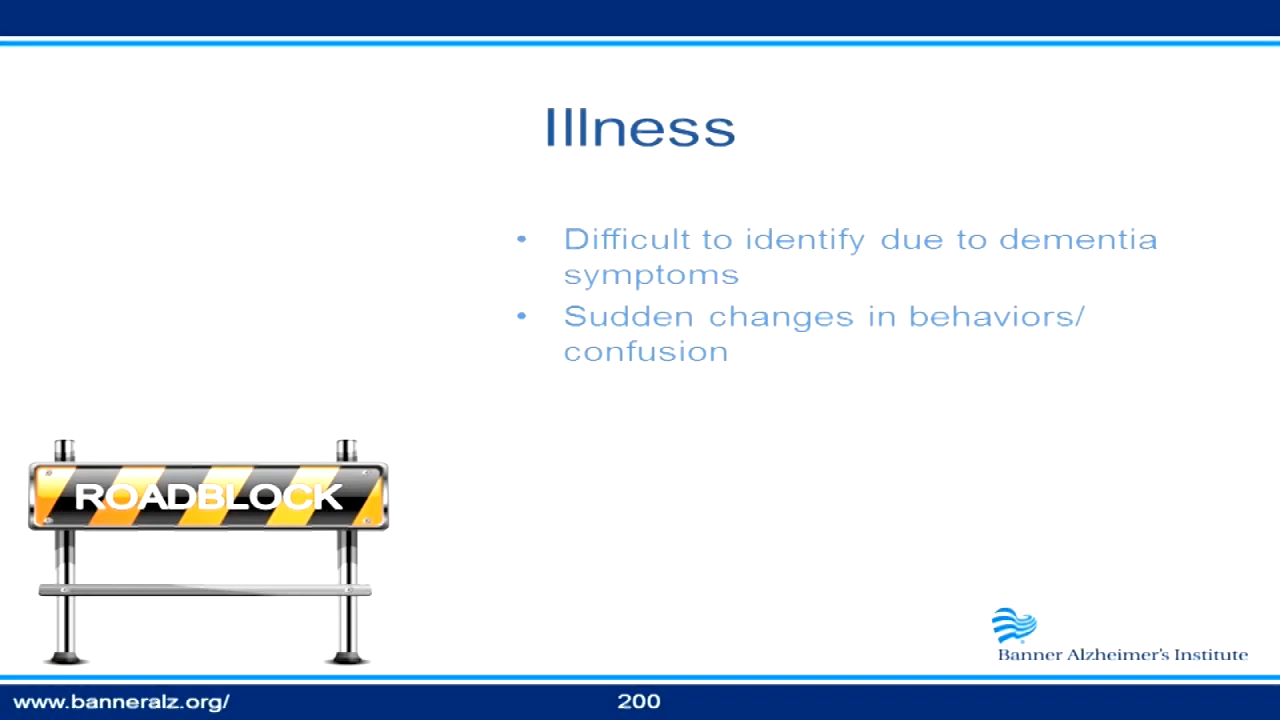 Illness
• Difficult to identify due to dementia
symptoms
• Sudden changes in behaviors/
confusion
ROADBLOCK
Banner Alzheimer's Institute
www.banneralz.org/
200